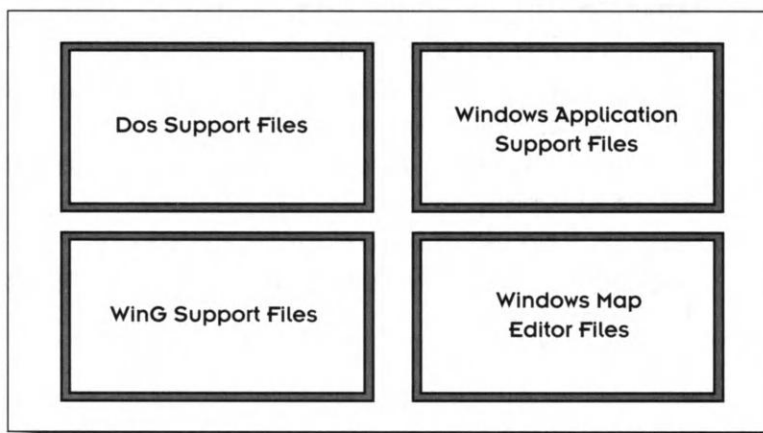 Dos Support Files
Windows Application
Support Files
WinG Support Files
Windows Map
Editor Files